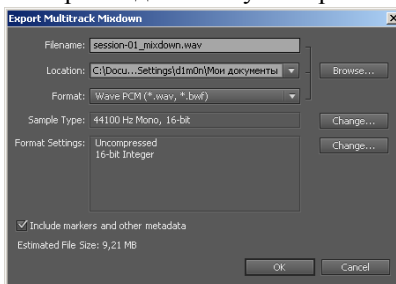 Export Multitrack Mixdown
Filename: session-01_mixdown.wav
Location: C:\Docu...Settings\d1m0n\Мои документы Browse...
Format: Wave PCM (*.wav, *.bwf)
Sample Type: 44100 Hz Mono, 16-bit Change...
Format Settings: Uncompressed Change...
16-bit Integer
Include markers and other metadata
Estimated File Size: 9,21 MB
OK Cancel